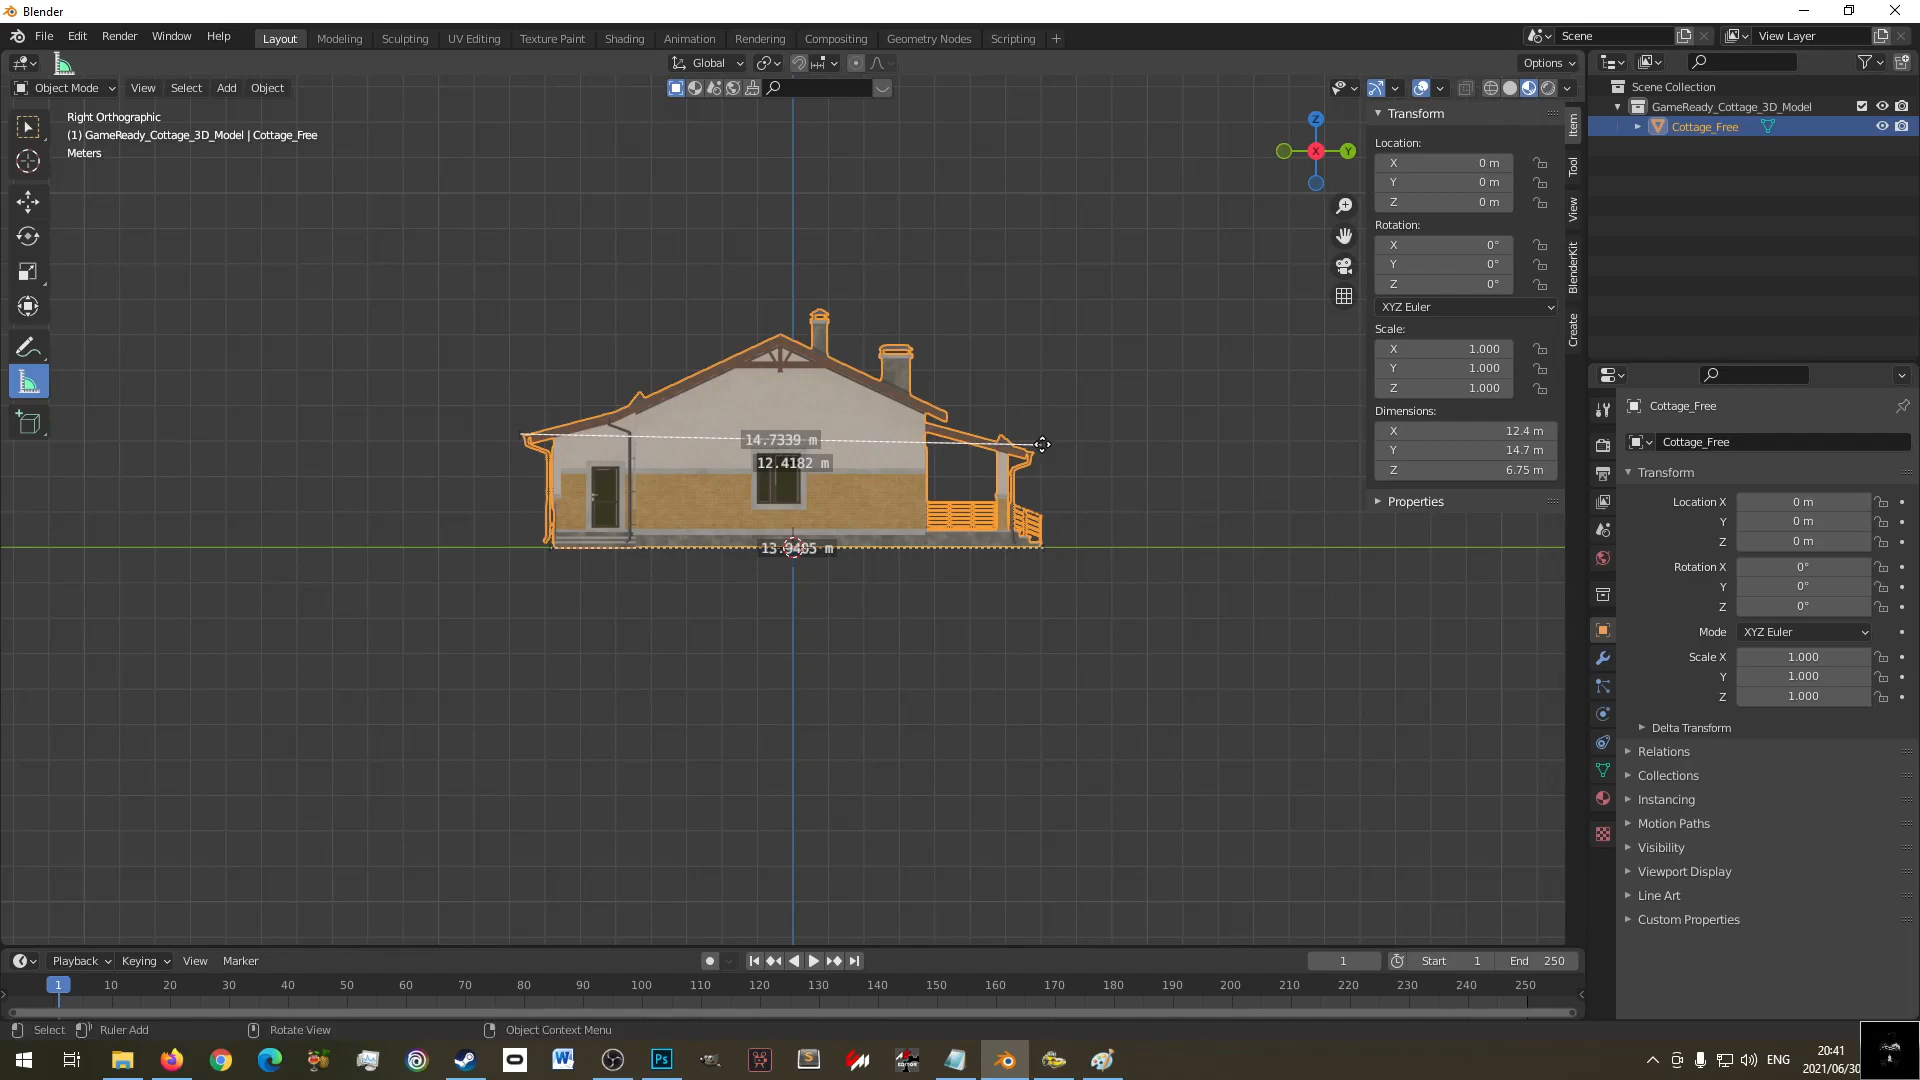 Blender
File Edit Render Window Help Layout Modeling Sculpting UV Editing Texture Paint Shading Animation Rendering Compositing Geometry Nodes Scripting + Scene View Layer
Global Options
Object Mode View Select Add Object
Right Orthographic
(1) GameReady_Cottage_3D_Model | Cottage_Free
Meters
Z
Y
X
14.7339 m
12.4182 m
Transform
Location:
X 0 m
Y 0 m
Z 0 m
Rotation:
X 0°
Y 0°
Z 0°
XYZ Euler
Scale:
X 1.000
Y 1.000
Z 1.000
Dimensions:
X 12.4 m
Y 14.7 m
Z 6.75 m
Properties
Item
Tool
View
BlenderKit
Create
Scene Collection
GameReady_Cottage_3D_Model
Cottage_Free
Cottage_Free
Cottage_Free
Transform
Location X 0 m
Y 0 m
Z 0 m
Rotation X 0°
Y 0°
Z 0°
Mode XYZ Euler
Scale X 1.000
Y 1.000
Z 1.000
Delta Transform
Relations
Collections
Instancing
Motion Paths
Visibility
Viewport Display
Line Art
Custom Properties
Playback Keying View Marker 1 Start 1 End 250
1 10 20 30 40 50 60 70 80 90 100 110 120 130 140 150 160 170 180 190 200 210 220 230 240 250
Select Ruler Add Rotate View Object Context Menu
W Ps S ENG
20:41
2021/06/30